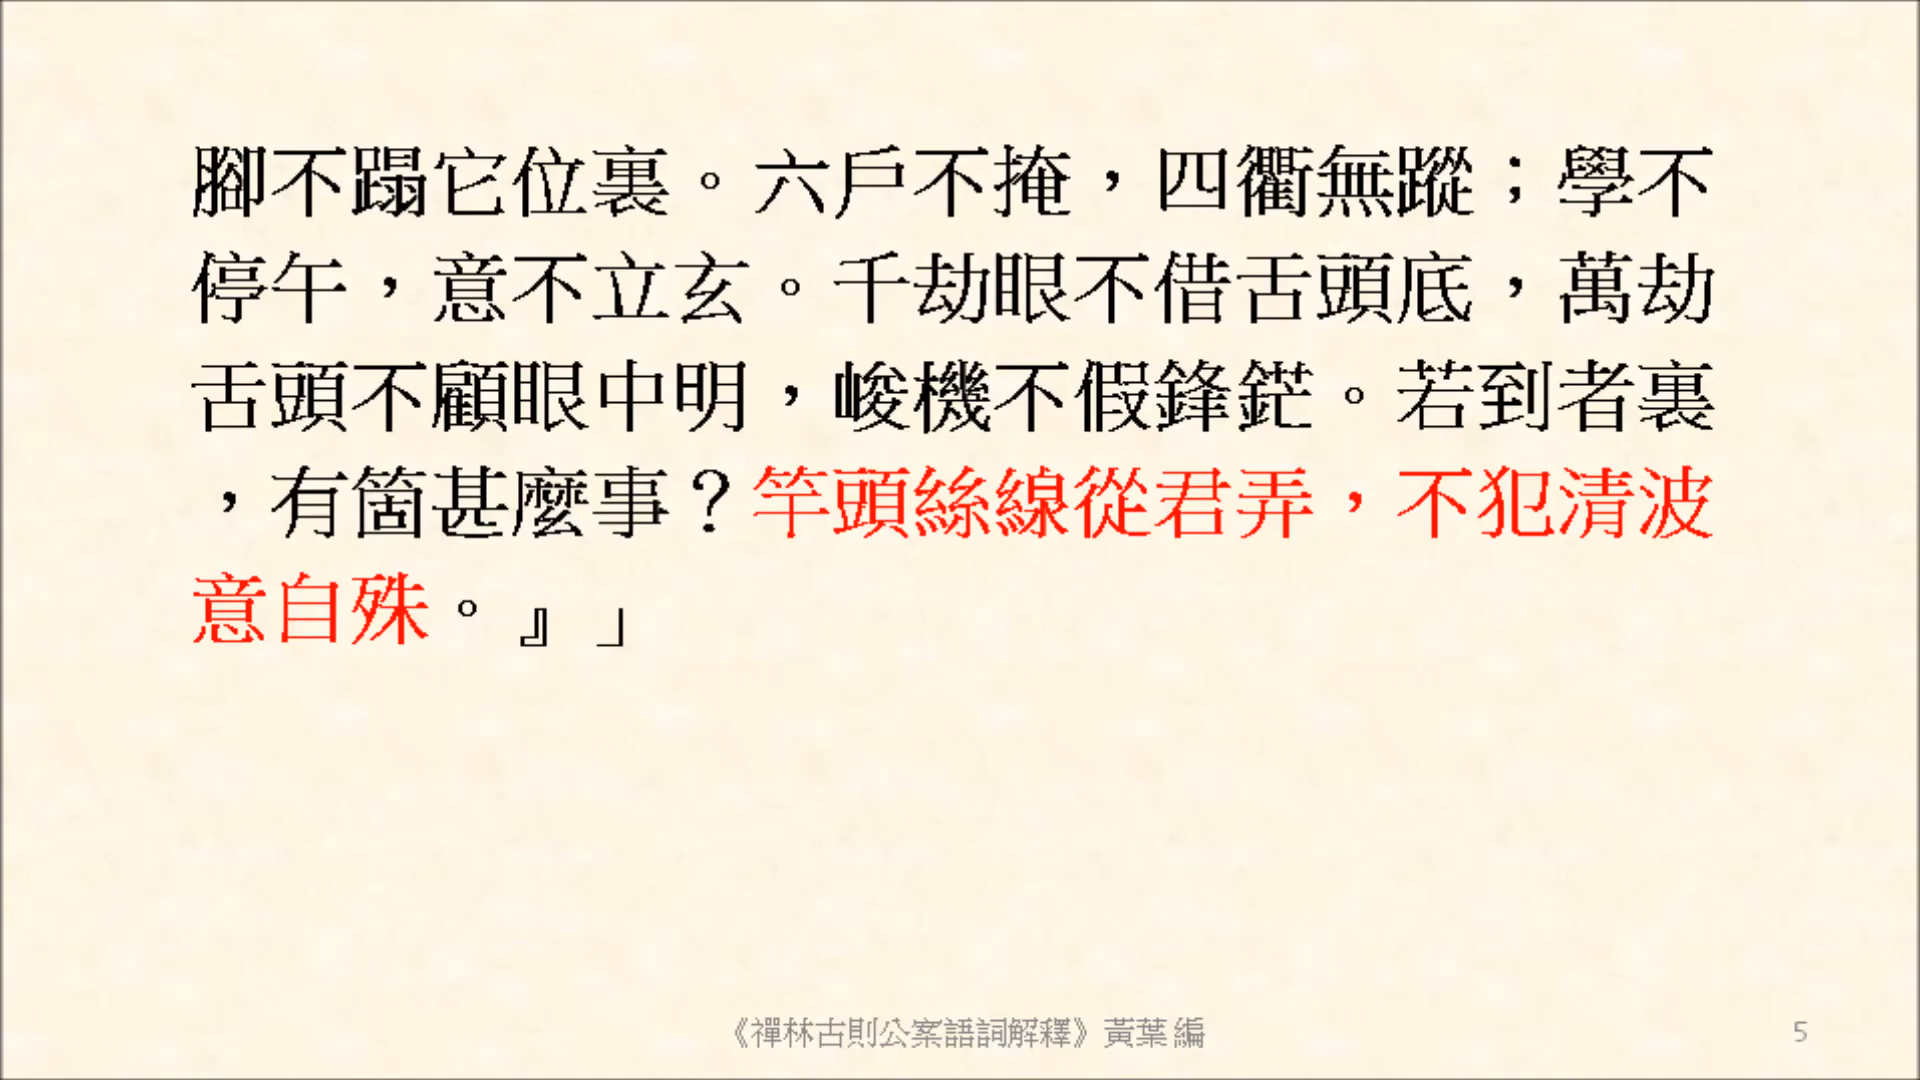 腳不蹋它位裏。六戶不掩，四衢無蹤；學不
停午，意不立玄。千劫眼不借舌頭底，萬劫
舌頭不顧眼中明，峻機不假鋒鋩。若到者裏
，有箇甚麼事？竿頭絲線從君弄，不犯清波
意自殊。』」
《禪林古則公案語詞解釋》黃葉 編
5